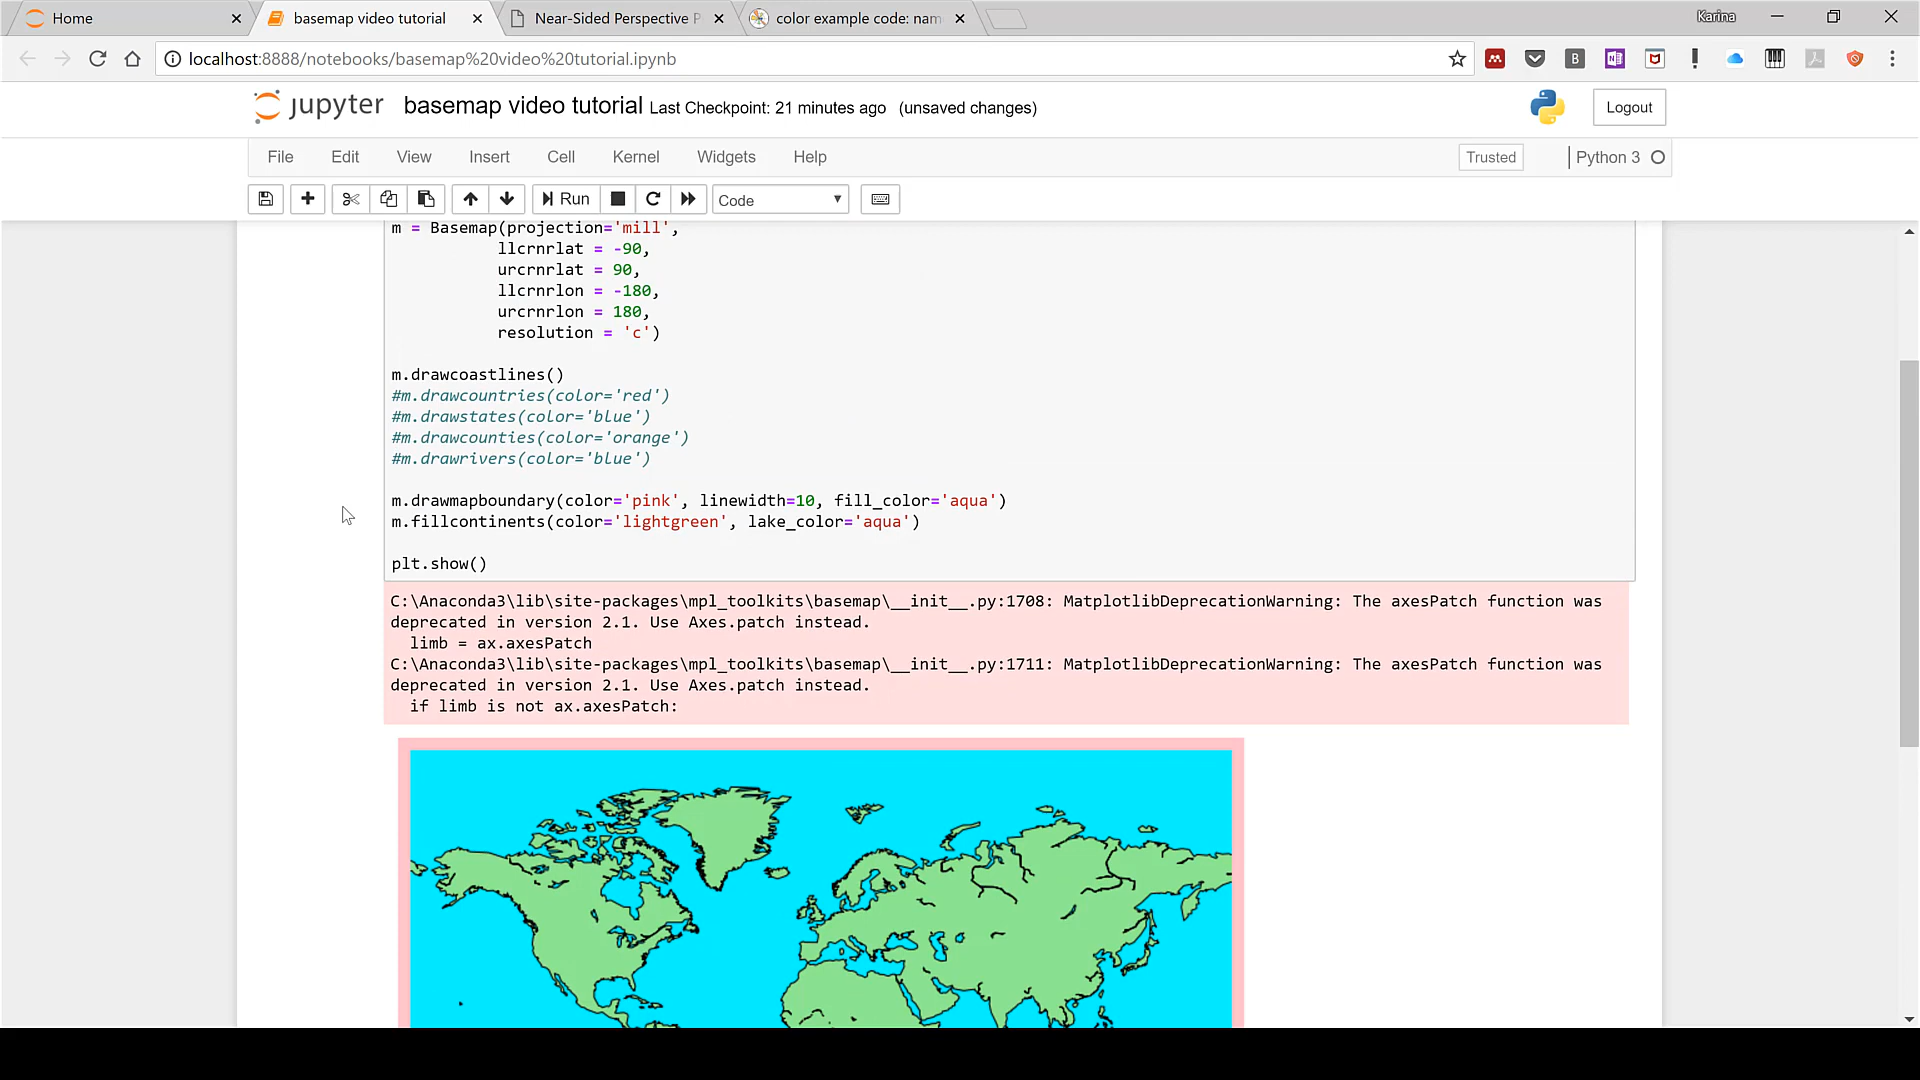 Home
basemap video tutorial
Near-Sided Perspective P
color example code: nam
Karina
localhost:8888/notebooks/basemap%20video%20tutorial.ipynb
jupyter basemap video tutorial Last Checkpoint: 21 minutes ago (unsaved changes)
Logout
File Edit View Insert Cell Kernel Widgets Help
Trusted
Python 3
Run
Code
m = Basemap(projection='mill',
llcrnrlat = -90,
urcrnrlat = 90,
llcrnrlon = -180,
urcrnrlon = 180,
resolution = 'c')
m.drawcoastlines()
#m.drawcountries(color='red')
#m.drawstates(color='blue')
#m.drawcounties(color='orange')
#m.drawrivers(color='blue')
m.drawmapboundary(color='pink', linewidth=10, fill_color='aqua')
m.fillcontinents(color='lightgreen', lake_color='aqua')
plt.show()
C:\Anaconda3\lib\site-packages\mpl_toolkits\basemap\__init__.py:1708: MatplotlibDeprecationWarning: The axesPatch function was
deprecated in version 2.1. Use Axes.patch instead.
limb = ax.axesPatch
C:\Anaconda3\lib\site-packages\mpl_toolkits\basemap\__init__.py:1711: MatplotlibDeprecationWarning: The axesPatch function was
deprecated in version 2.1. Use Axes.patch instead.
if limb is not ax.axesPatch: